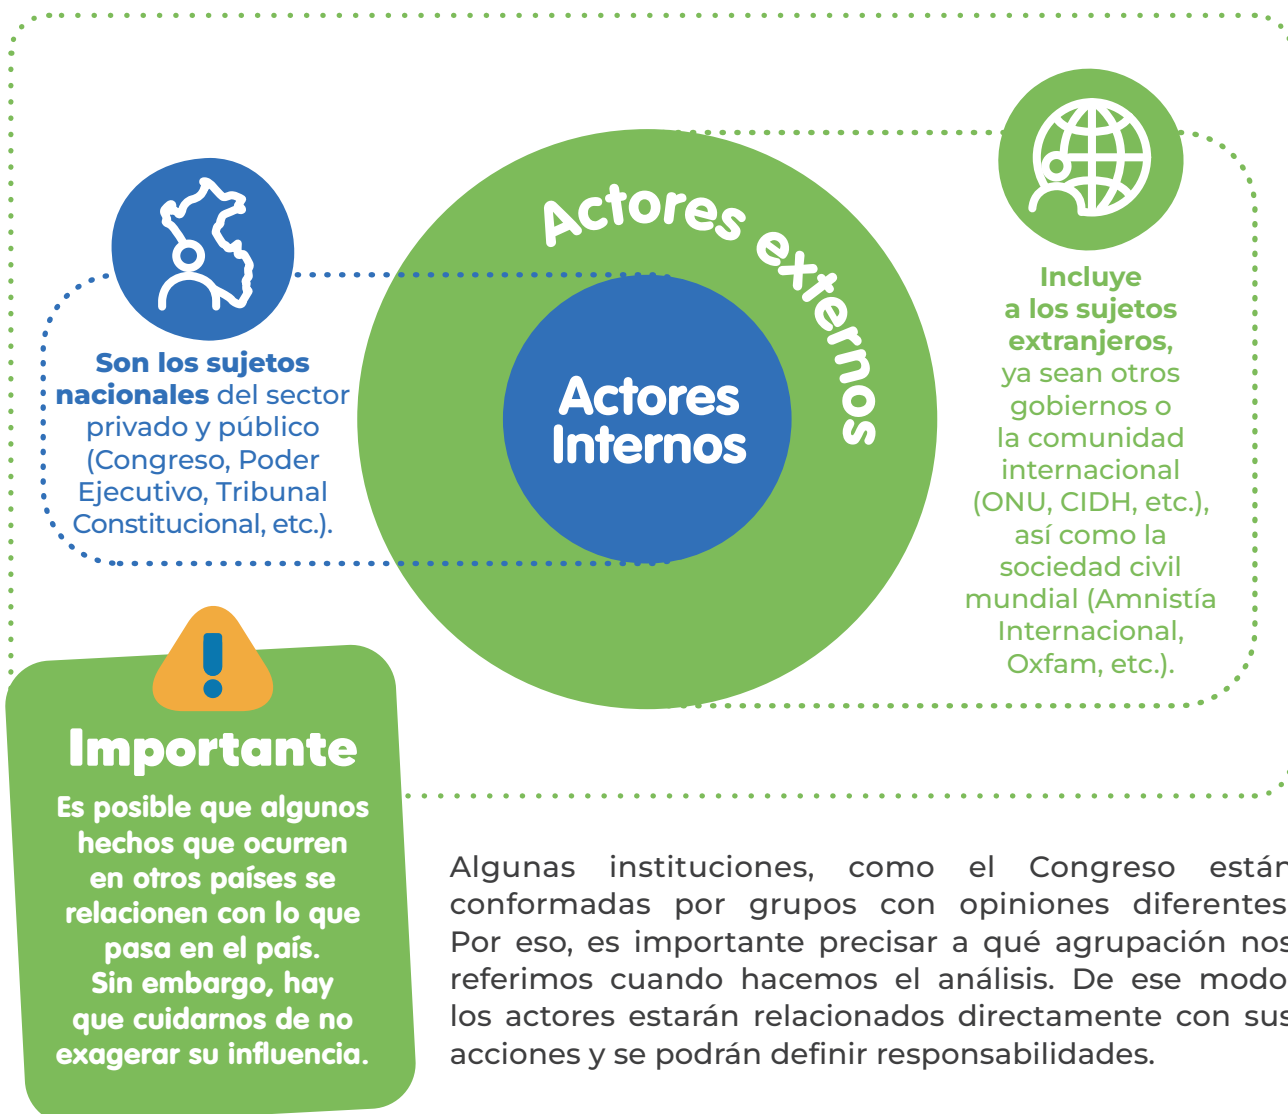 Actores externos
Actores
Internos
Son los sujetos
nacionales del sector
privado y público
(Congreso, Poder
Ejecutivo, Tribunal
Constitucional, etc.).
Incluye
a los sujetos
extranjeros,
ya sean otros
gobiernos o
la comunidad
internacional
(ONU, CIDH, etc.),
así como la
sociedad civil
mundial (Amnistía
Internacional,
Oxfam, etc.).
Importante
Es posible que algunos
hechos que ocurren
en otros países se
relacionen con lo que
pasa en el país.
Sin embargo, hay
que cuidarnos de no
exagerar su influencia.
Algunas instituciones, como el Congreso están
conformadas por grupos con opiniones diferentes
Por eso, es importante precisar a qué agrupación nos
referimos cuando hacemos el análisis. De ese modo
los actores estarán relacionados directamente con sus
acciones y se podrán definir responsabilidades.